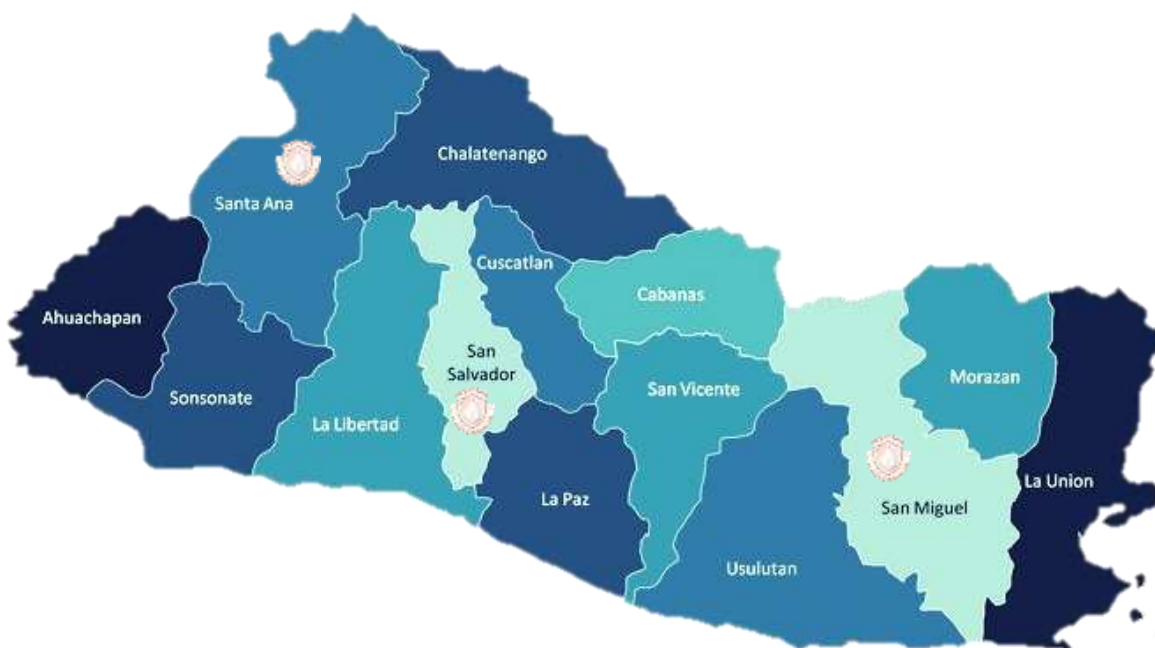 Chalatenango
Santa Ana
Cuscatlan
Cabanas
Ahuachapan
San
Salvador
Morazan
San Vicente
Sonsonate
La Libertad
La Union
La Paz
San Miguel
Usulutan